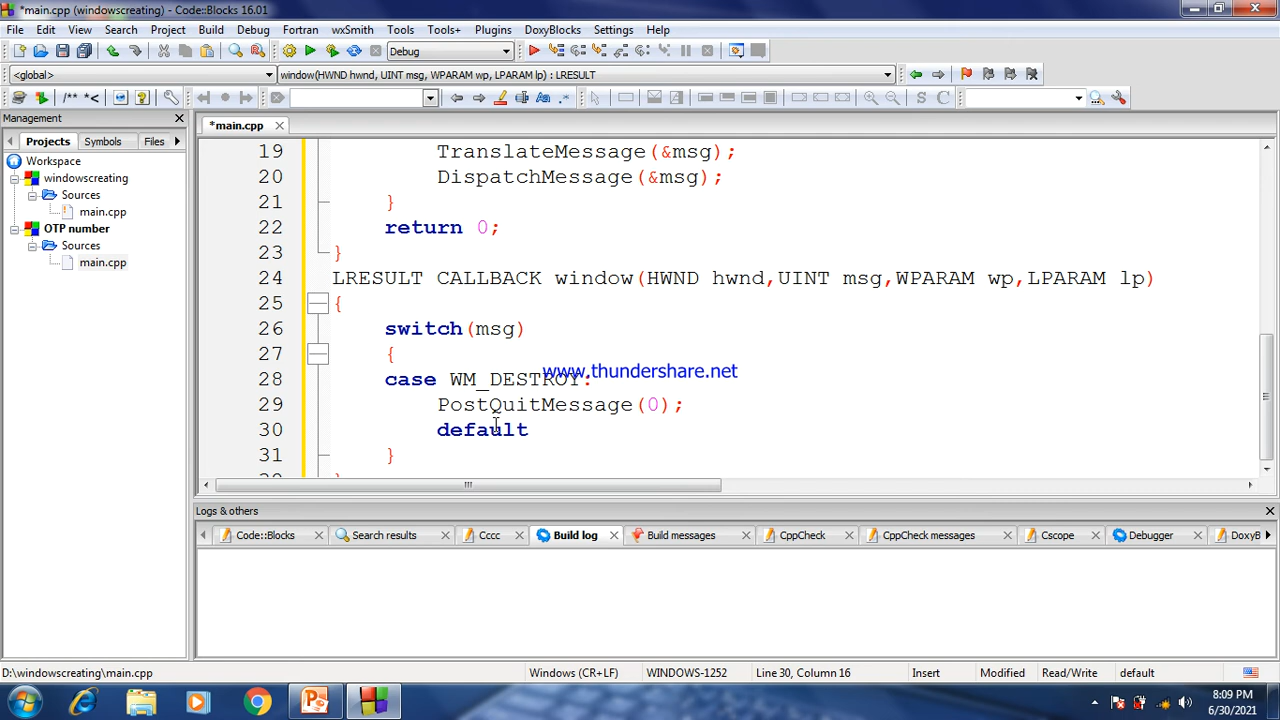 *main.cpp (windowscreating) - Code::Blocks 16.01
File Edit View Search Project Build Debug Fortran wxSmith Tools Tools+ Plugins DoxyBlocks Settings Help
Debug
/** *<
S C
<global>
window(HWND hwnd, UINT msg, WPARAM wp, LPARAM lp) : LRESULT
Management
Projects Symbols Files
Workspace
windowscreating
Sources
main.cpp
OTP number
Sources
main.cpp
*main.cpp
19 TranslateMessage(&msg);
20 DispatchMessage(&msg);
21 }
22 return 0;
23 }
24 LRESULT CALLBACK window(HWND hwnd,UINT msg,WPARAM wp,LPARAM lp)
25 {
26 switch(msg)
27 {
28 case WM_DESTROY:
www.thundershare.net
29 PostQuitMessage(0);
30 default
31 }
Logs & others
Code::Blocks Search results Cccc Build log Build messages CppCheck CppCheck messages Cscope Debugger DoxyB
D:\windowscreating\main.cpp Windows (CR+LF) WINDOWS-1252 Line 30, Column 16 Insert Modified Read/Write default
8:09 PM
6/30/2021